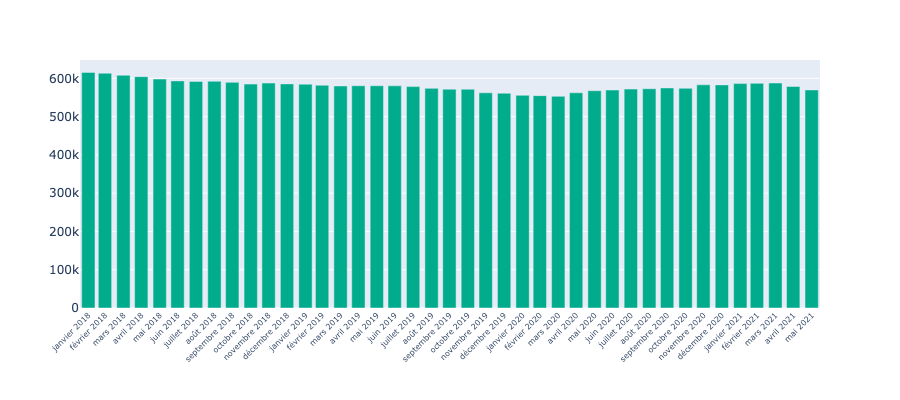 600k
500k
400k
300k
200k
100k
0
janvier 2018
février 2018
mars 2018
avril 2018
mai 2018
juin 2018
juillet 2018
août 2018
septembre 2018
octobre 2018
novembre 2018
décembre 2018
janvier 2019
février 2019
mars 2019
avril 2019
mai 2019
juin 2019
juillet 2019
août 2019
septembre 2019
octobre 2019
novembre 2019
décembre 2019
janvier 2020
février 2020
mars 2020
avril 2020
mai 2020
juin 2020
juillet 2020
août 2020
septembre 2020
octobre 2020
novembre 2020
décembre 2020
janvier 2021
février 2021
mars 2021
avril 2021
mai 2021